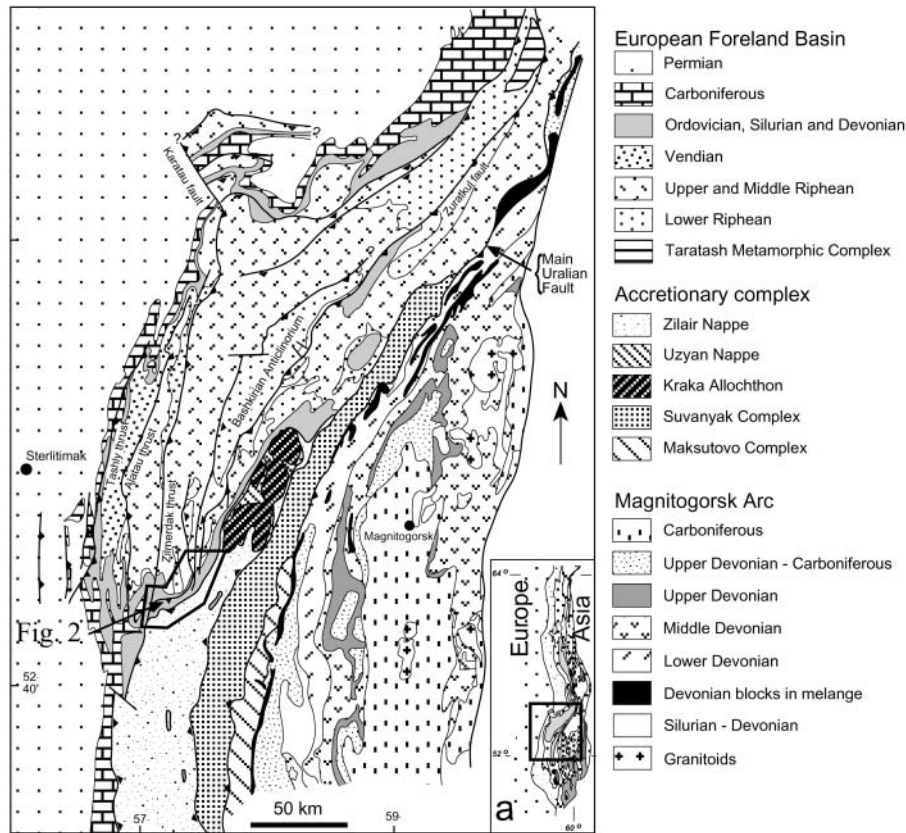 Karatau fault
Zuratkul fault
Main
Uralian
Fault
Bashkirian Anticlinorium
N
Sterlitimak
Tashly thrust
Alatau thrust
Zilmerdak thrust
Magnitogorsk
Fig. 2
52
40'
50 km
57
59
64 o
Europe.
Asia
52 o
60 o
a
?
?
?
European Foreland Basin
Permian
Carboniferous
Ordovician, Silurian and Devonian
Vendian
Upper and Middle Riphean
Lower Riphean
Taratash Metamorphic Complex
Accretionary complex
Zilair Nappe
Uzyan Nappe
Kraka Allochthon
Suvanyak Complex
Maksutovo Complex
Magnitogorsk Arc
Carboniferous
Upper Devonian - Carboniferous
Upper Devonian
Middle Devonian
Lower Devonian
Devonian blocks in melange
Silurian - Devonian
Granitoids